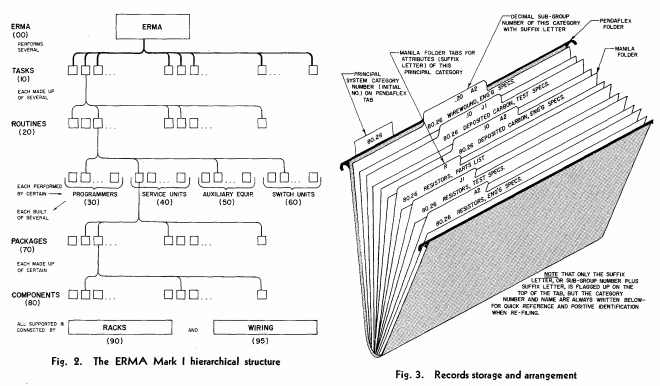 ERMA
(00)
PERFORMS
SEVERAL
ERMA
TASKS
(10)
EACH MADE UP
OF SEVERAL
ROUTINES
(20)
EACH PERFORMED
BY CERTAIN
PROGRAMMERS
(30)
SERVICE UNITS
(40)
AUXILIARY EQUIP.
(50)
SWITCH UNITS
(60)
EACH BUILT
OF SEVERAL
PACKAGES
(70)
EACH MADE UP
OF CERTAIN
COMPONENTS
(80)
ALL SUPPORTED &
CONNECTED BY
RACKS
AND
WIRING
(90)
(95)
Fig. 2. The ERMA Mark I hierarchical structure
DECIMAL SUB-GROUP
NUMBER OF THIS CATEGORY
WITH SUFFIX LETTER
PENDAFLEX
FOLDER
MANILA FOLDER TABS FOR
ATTRIBUTES (SUFFIX
LETTER) OF THIS
PRINCIPAL CATEGORY
MANILA
FOLDER
PRINCIPAL
SYSTEM CATEGORY
NUMBER (INITIAL
NO.) ON PENDAFLEX
TAB
80.26
.20 A2
80.26 WIREWOUND, ENG'G SPECS.
.10 J1
80.26 DEPOSITED CARBON, TEST SPECS.
.10 A2
80.26 DEPOSITED CARBON, ENG'G SPECS.
R
80.26 RESISTORS, PARTS LIST
J1
80.26 RESISTORS, TEST SPECS.
A2
80.26 RESISTORS, ENG'G SPECS.
NOTE THAT ONLY THE SUFFIX
LETTER, OR SUB-GROUP NUMBER PLUS
SUFFIX LETTER, IS FLAGGED UP ON THE
TOP OF THE TAB, BUT THE CATEGORY
NUMBER AND NAME ARE ALWAYS WRITTEN BELOW-
FOR QUICK REFERENCE AND POSITIVE IDENTIFICATION
WHEN RE-FILING.
Fig. 3. Records storage and arrangement